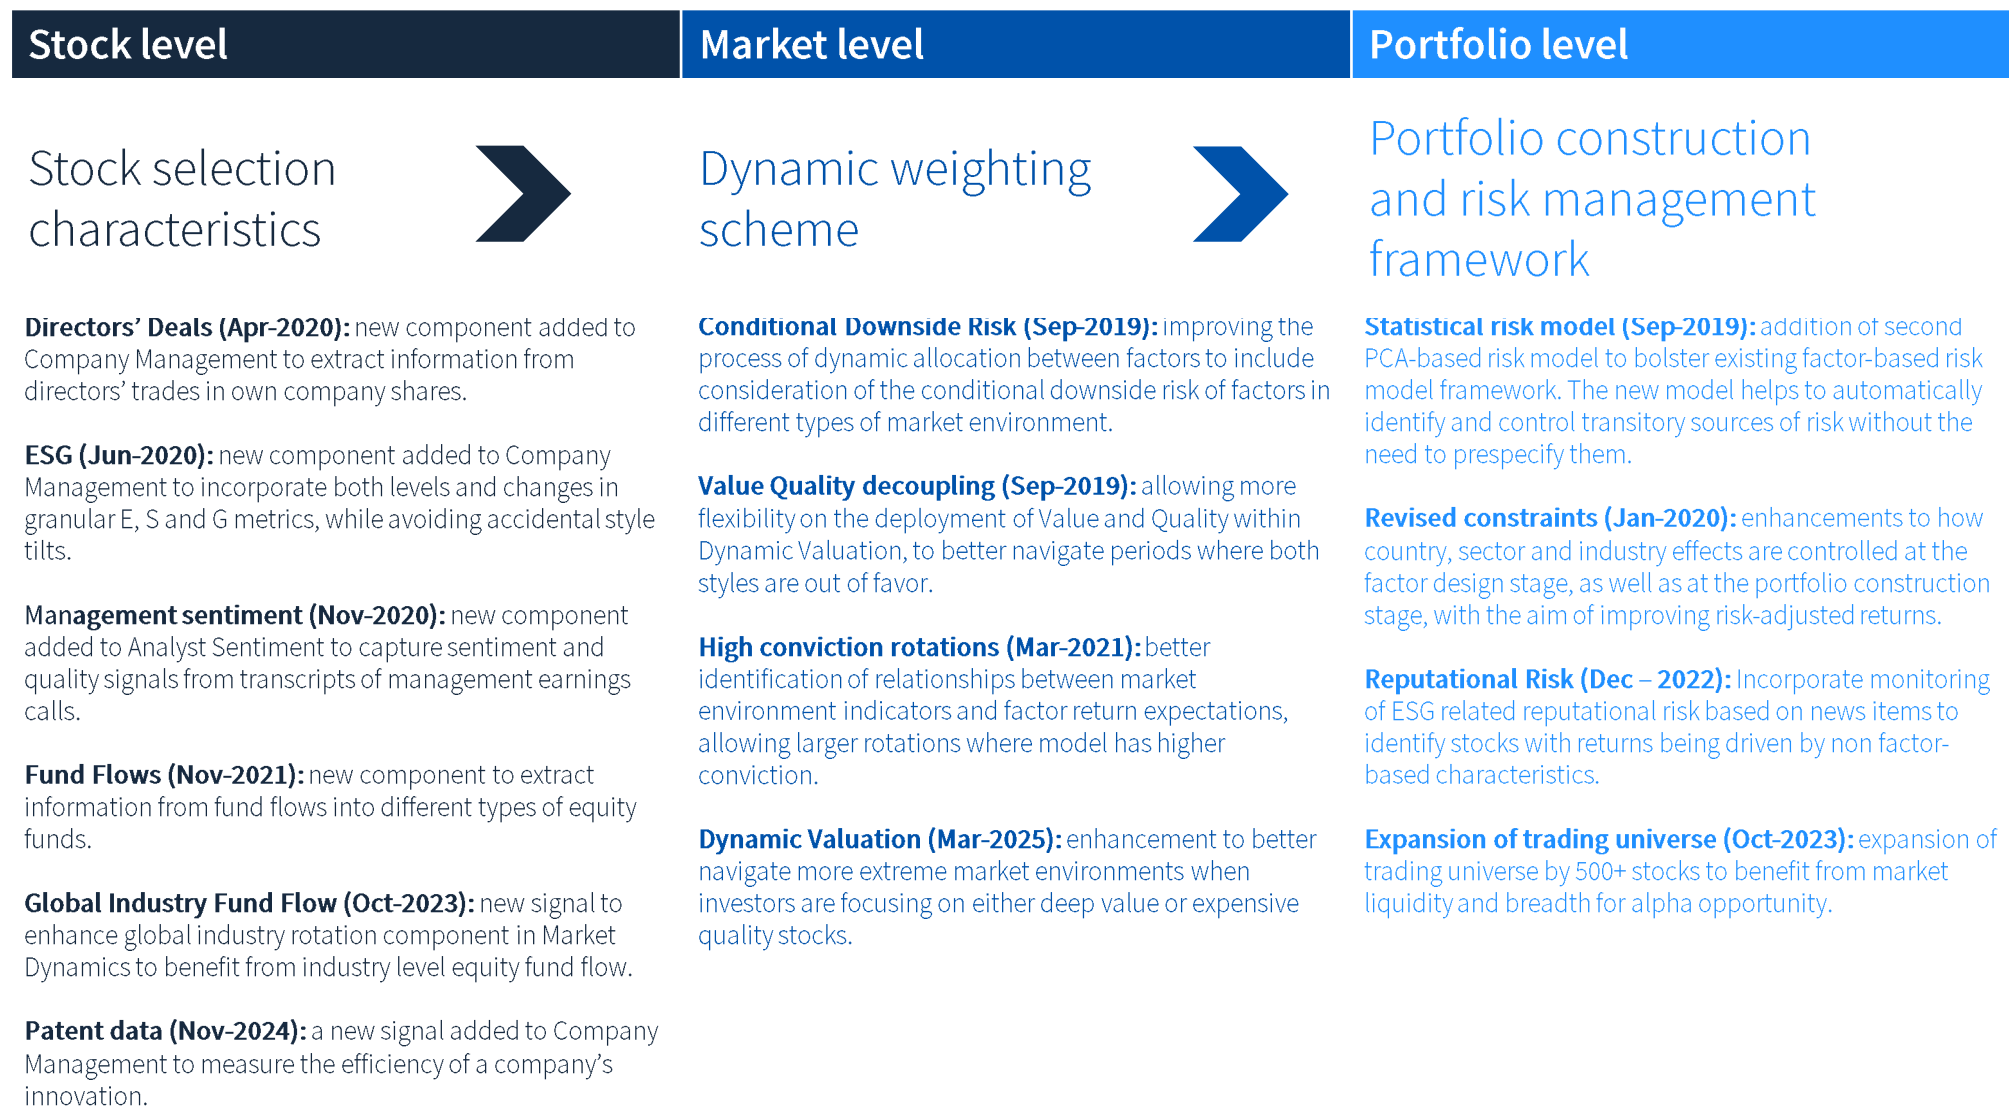 Stock level
Stock selection
characteristics
Directors’ Deals (Apr-2020): new component added to
Company Management to extract information from
directors’ trades in own company shares.
ESG (Jun-2020): new component added to Company
Management to incorporate both levels and changes in
granular E, S and G metrics, while avoiding accidental style
tilts.
Management sentiment (Nov-2020): new component
added to Analyst Sentiment to capture sentiment and
quality signals from transcripts of management earnings
calls.
Fund Flows (Nov-2021): new component to extract
information from fund flows into different types of equity
funds.
Global Industry Fund Flow (Oct-2023): new signal to
enhance global industry rotation component in Market
Dynamics to benefit from industry level equity fund flow.
Patent data (Nov-2024): a new signal added to Company
Management to measure the efficiency of a company’s
innovation.
Market level
Dynamic weighting
scheme
Conditional Downside Risk (Sep-2019): improving the
process of dynamic allocation between factors to include
consideration of the conditional downside risk of factors in
different types of market environment.
Value Quality decoupling (Sep-2019): allowing more
flexibility on the deployment of Value and Quality within
Dynamic Valuation, to better navigate periods where both
styles are out of favor.
High conviction rotations (Mar-2021): better
identification of relationships between market
environment indicators and factor return expectations,
allowing larger rotations where model has higher
conviction.
Dynamic Valuation (Mar-2025): enhancement to better
navigate more extreme market environments when
investors are focusing on either deep value or expensive
quality stocks.
Portfolio level
Portfolio construction
and risk management
framework
Statistical risk model (Sep-2019): addition of second
PCA-based risk model to bolster existing factor-based risk
model framework. The new model helps to automatically
identify and control transitory sources of risk without the
need to prespecify them.
Revised constraints (Jan-2020): enhancements to how
country, sector and industry effects are controlled at the
factor design stage, as well as at the portfolio construction
stage, with the aim of improving risk-adjusted returns.
Reputational Risk (Dec – 2022): Incorporate monitoring
of ESG related reputational risk based on news items to
identify stocks with returns being driven by non factor-
based characteristics.
Expansion of trading universe (Oct-2023): expansion of
trading universe by 500+ stocks to benefit from market
liquidity and breadth for alpha opportunity.